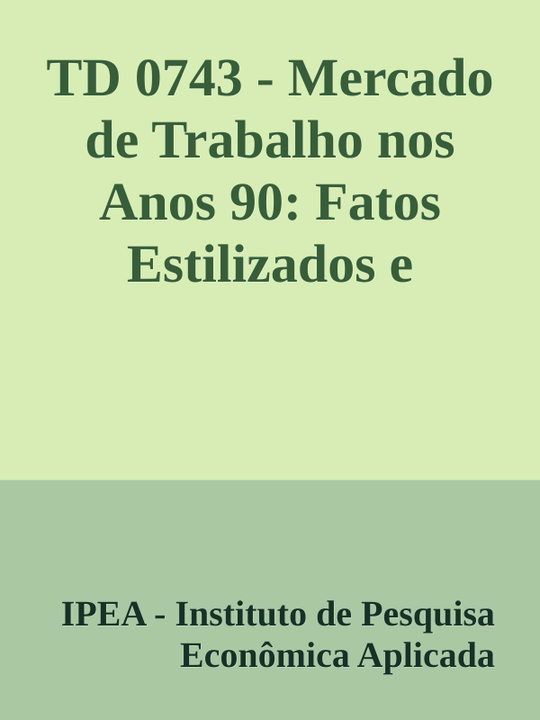 TD 0743 - Mercado
de Trabalho nos
Anos 90: Fatos
Estilizados e
IPEA - Instituto de Pesquisa
Econômica Aplicada